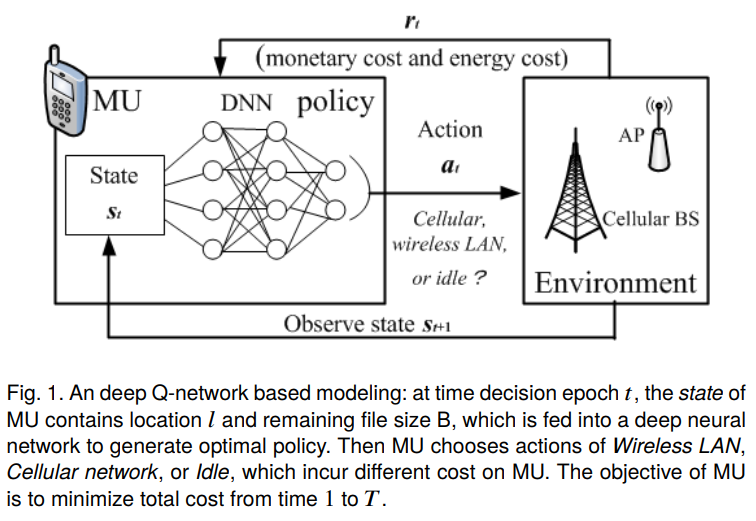 rt
(monetary cost and energy cost)
MU
DNN policy
State
st
Action
at
Cellular,
wireless LAN,
or idle ?
AP
Cellular BS
Environment
Observe state st+1
Fig. 1. An deep Q-network based modeling: at time decision epoch t, the state of
MU contains location l and remaining file size B, which is fed into a deep neural
network to generate optimal policy. Then MU chooses actions of Wireless LAN,
Cellular network, or Idle, which incur different cost on MU. The objective of MU
is to minimize total cost from time 1 to T.